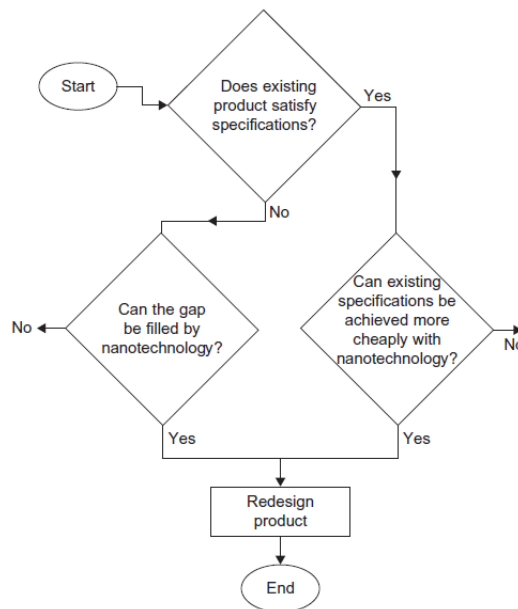 Start
Does existing
product satisfy
specifications?
Yes
No
Can the gap
be filled by
nanotechnology?
No
Yes
Can existing
specifications be
achieved more
cheaply with
nanotechnology?
No
Yes
Redesign
product
End